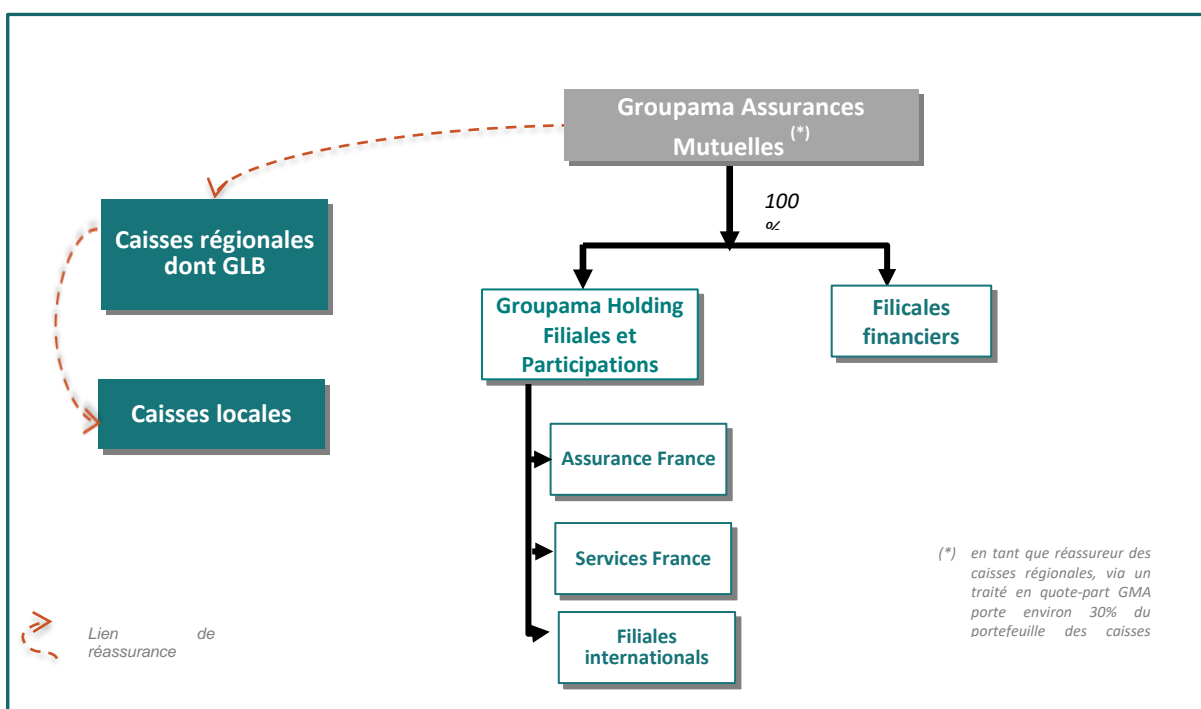 Groupama Assurances
Mutuelles (*)
100
%
Caisses régionales
dont GLB
Groupama Holding
Filiales et
Participations
Filicales
financiers
Caisses locales
Assurance France
Services France
Filiales
internationals
(*) en tant que réassureur des
caisses régionales, via un
traité en quote-part GMA
porte environ 30% du
portefeuille des caisses
Lien de
réassurance